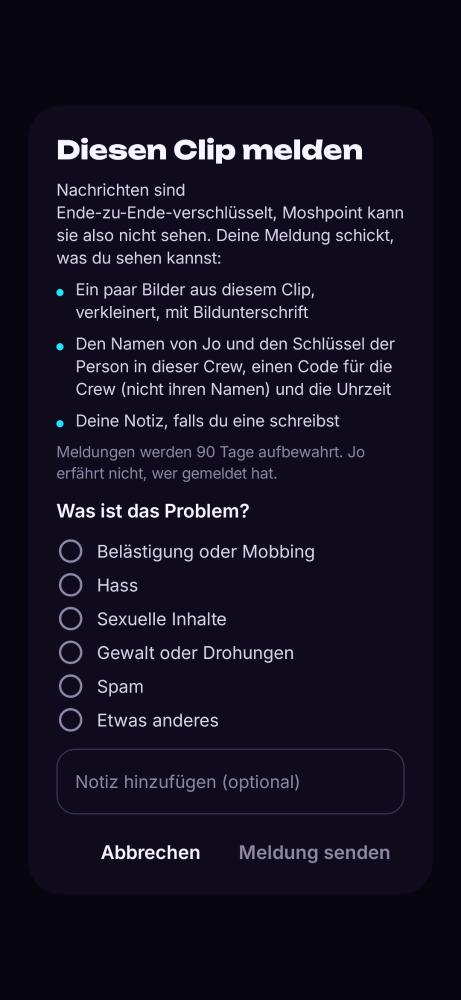 Diesen Clip melden
Nachrichten sind
Ende-zu-Ende-verschlüsselt, Moshpoint kann
sie also nicht sehen. Deine Meldung schickt,
was du sehen kannst:
Ein paar Bilder aus diesem Clip,
verkleinert, mit Bildunterschrift
Den Namen von Jo und den Schlüssel der
Person in dieser Crew, einen Code für die
Crew (nicht ihren Namen) und die Uhrzeit
Deine Notiz, falls du eine schreibst
Meldungen werden 90 Tage aufbewahrt. Jo
erfährt nicht, wer gemeldet hat.
Was ist das Problem?
Belästigung oder Mobbing
Hass
Sexuelle Inhalte
Gewalt oder Drohungen
Spam
Etwas anderes
Notiz hinzufügen (optional)
Abbrechen Meldung senden